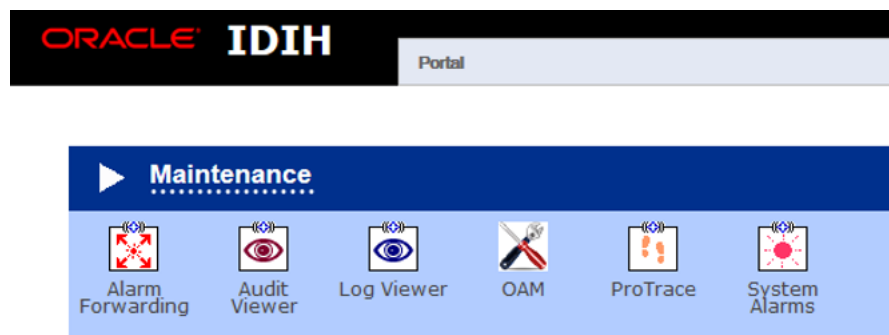 ORACLE IDIH
Portal
Maintenance
Alarm Forwarding
Audit Viewer
Log Viewer
OAM
ProTrace
System Alarms